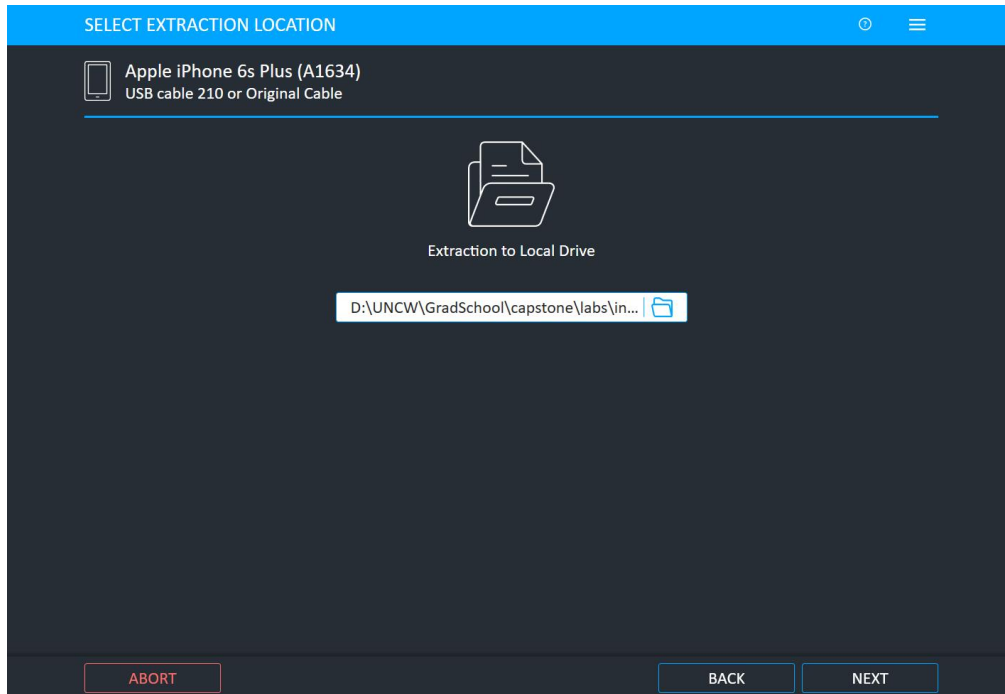 SELECT EXTRACTION LOCATION
Apple iPhone 6s Plus (A1634)
USB cable 210 or Original Cable
Extraction to Local Drive
D:\UNCW\GradSchool\capstone\labs\in...
ABORT
BACK
NEXT